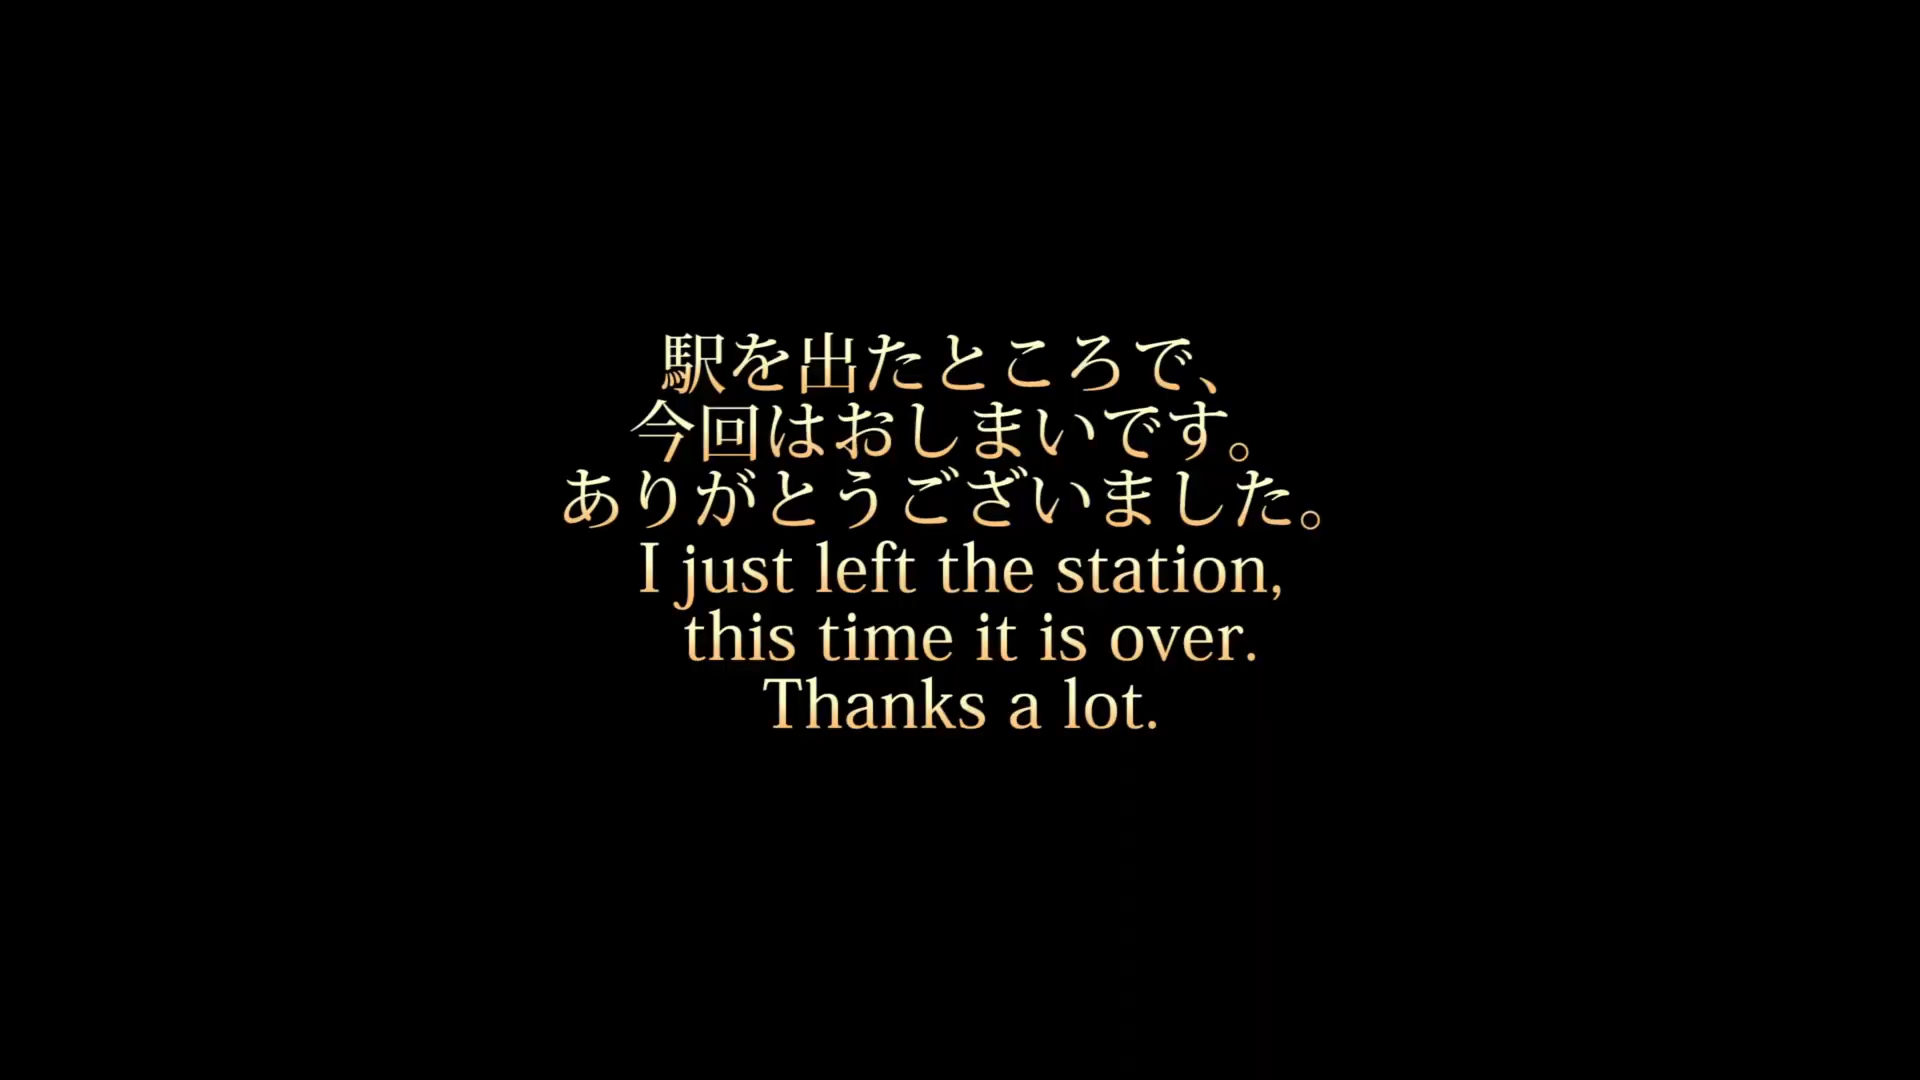 駅を出たところで、
今回はおしまいです。
ありがとうございました。
I just left the station,
this time it is over.
Thanks a lot.